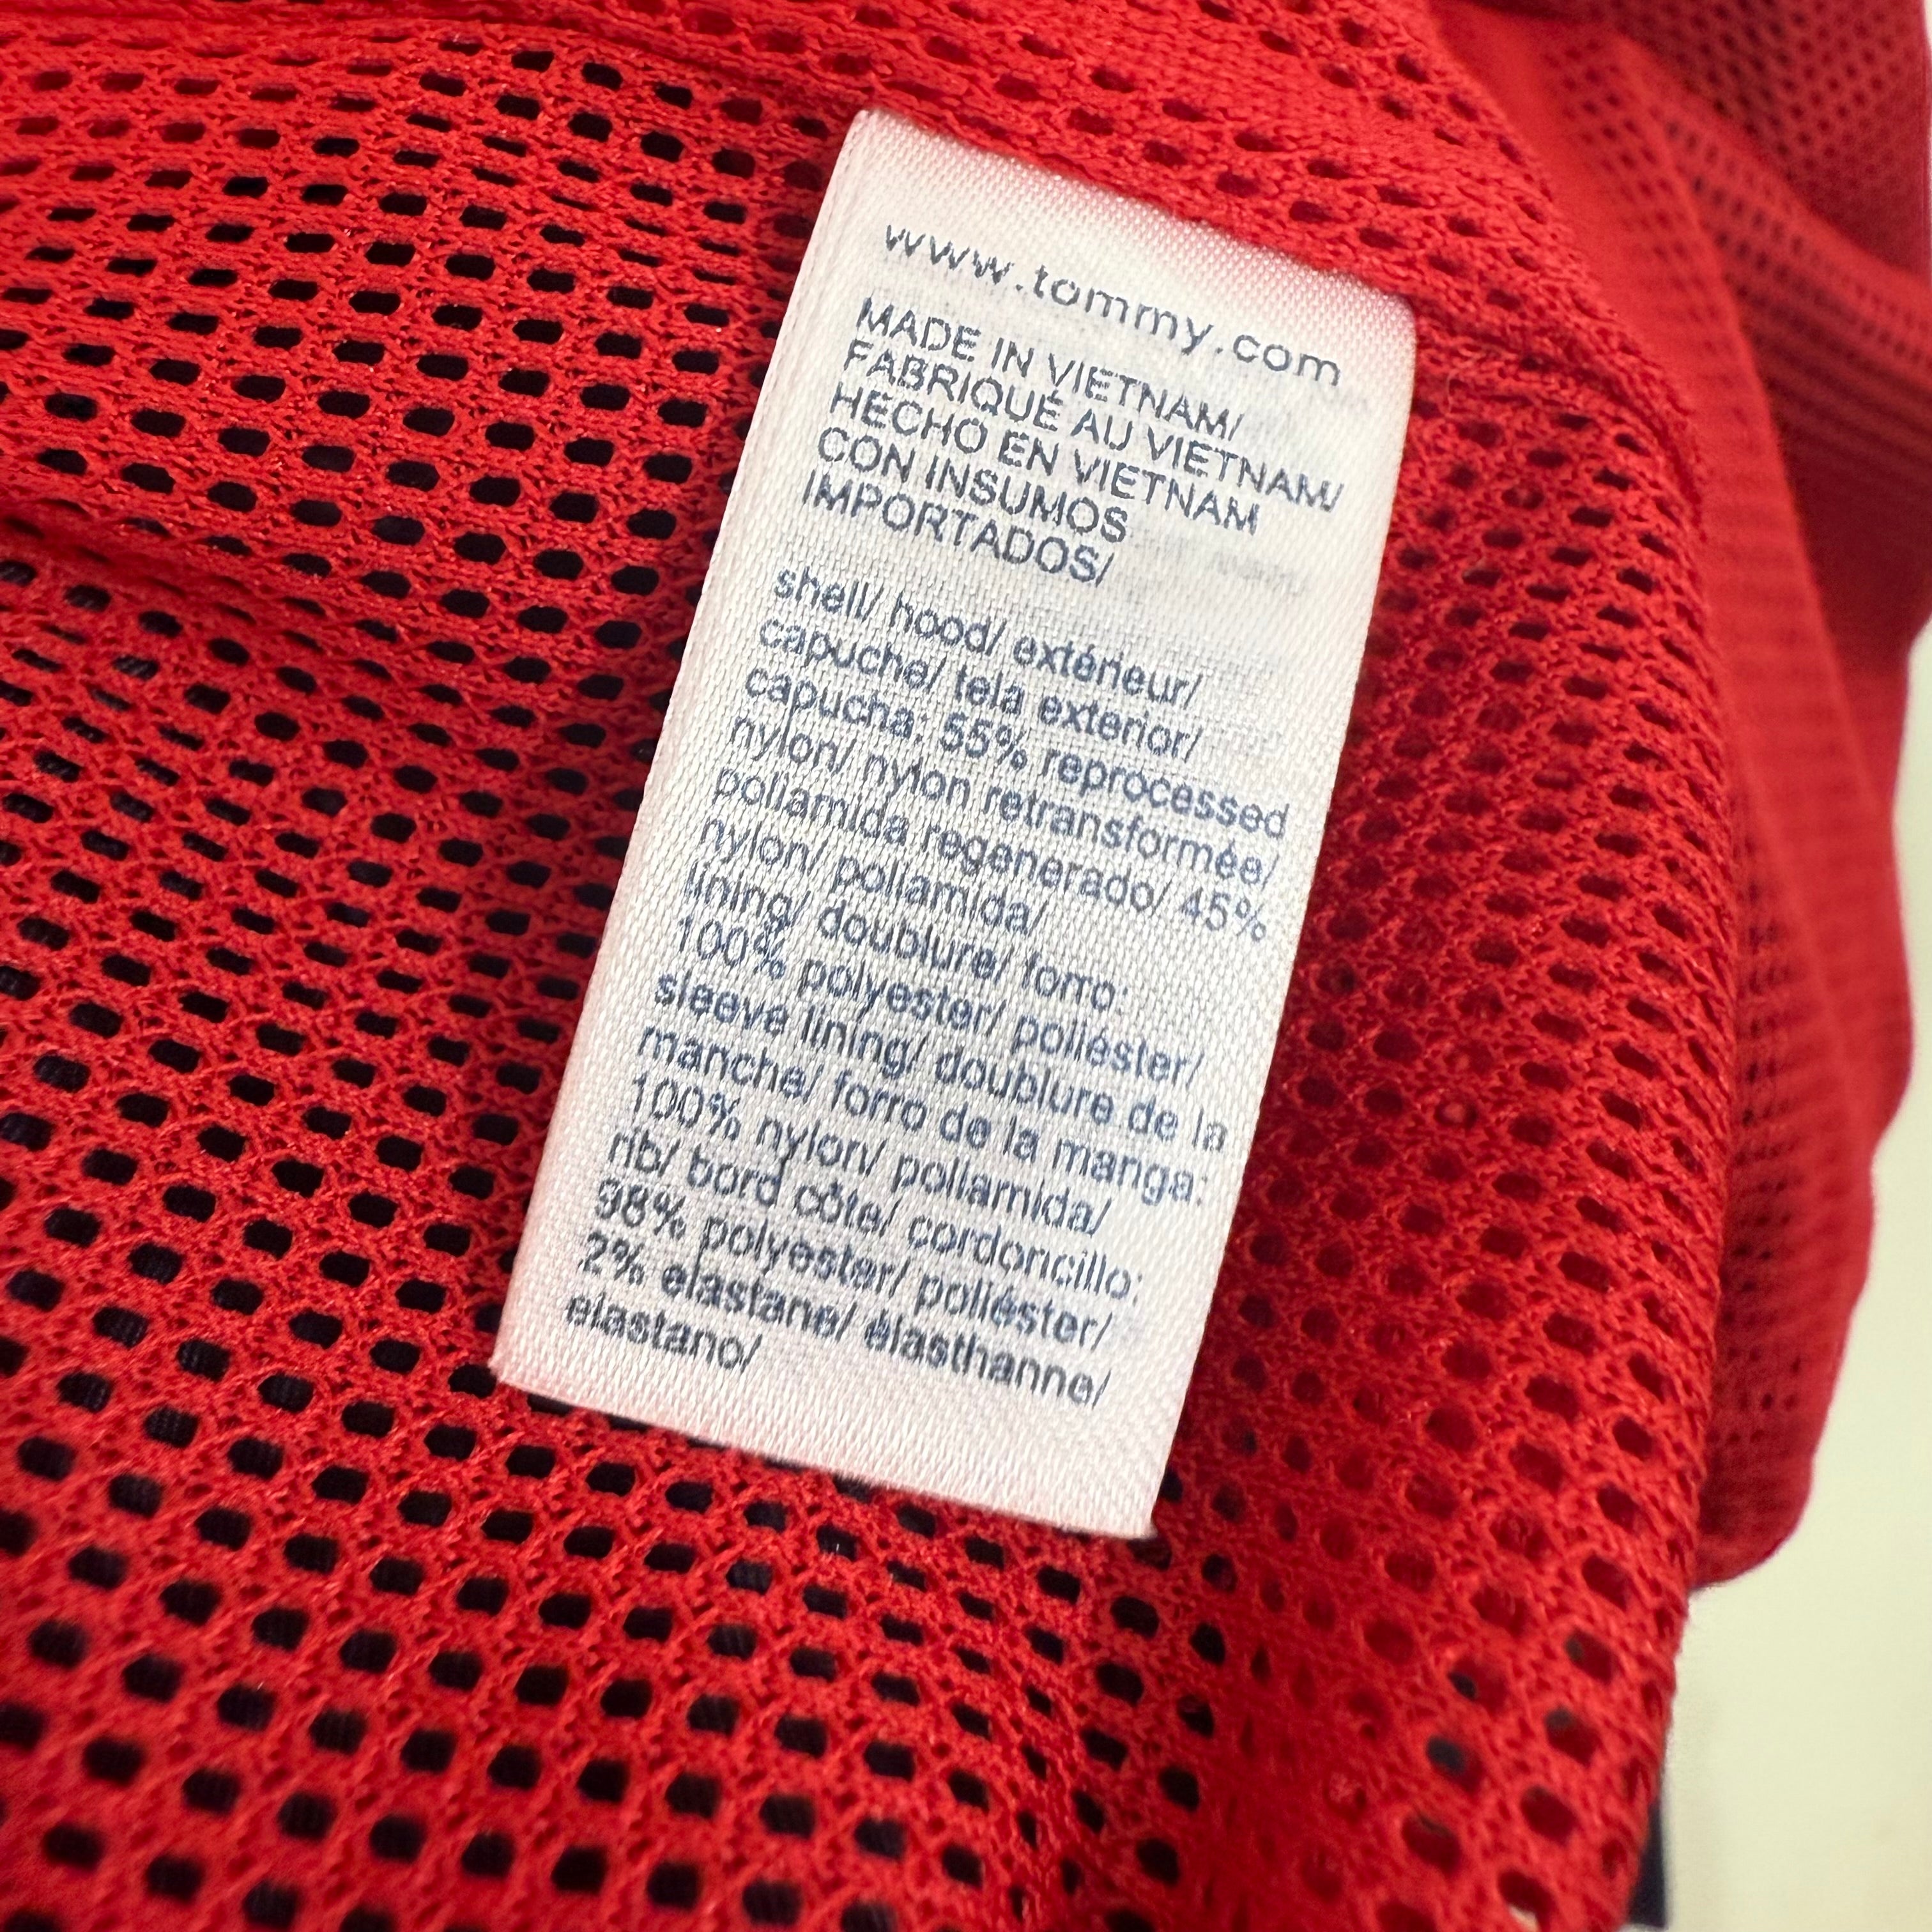 www.tommy.com
MADE IN VIETNAM/
FABRIQUÉ AU VIETNAM/
HECHO EN VIETNAM
CON INSUMOS
IMPORTADOS/
shell/ hood/ extérieur/
capuche/ tela exterior/
capucha: 55% reprocessed
nylon/ nylon retransformée/
poliamida regenerado/ 45%
nylon/ poliamida/
lining/ doublure/ forro:
100% polyester/ poliéster/
sleeve lining/ doublure de la
manche/ forro de la manga:
100% nylon/ poliamida/
rib/ bord côte/ cordoncillo:
98% polyester/ poliéster/
2% elastane/ élasthanne/
elastano/